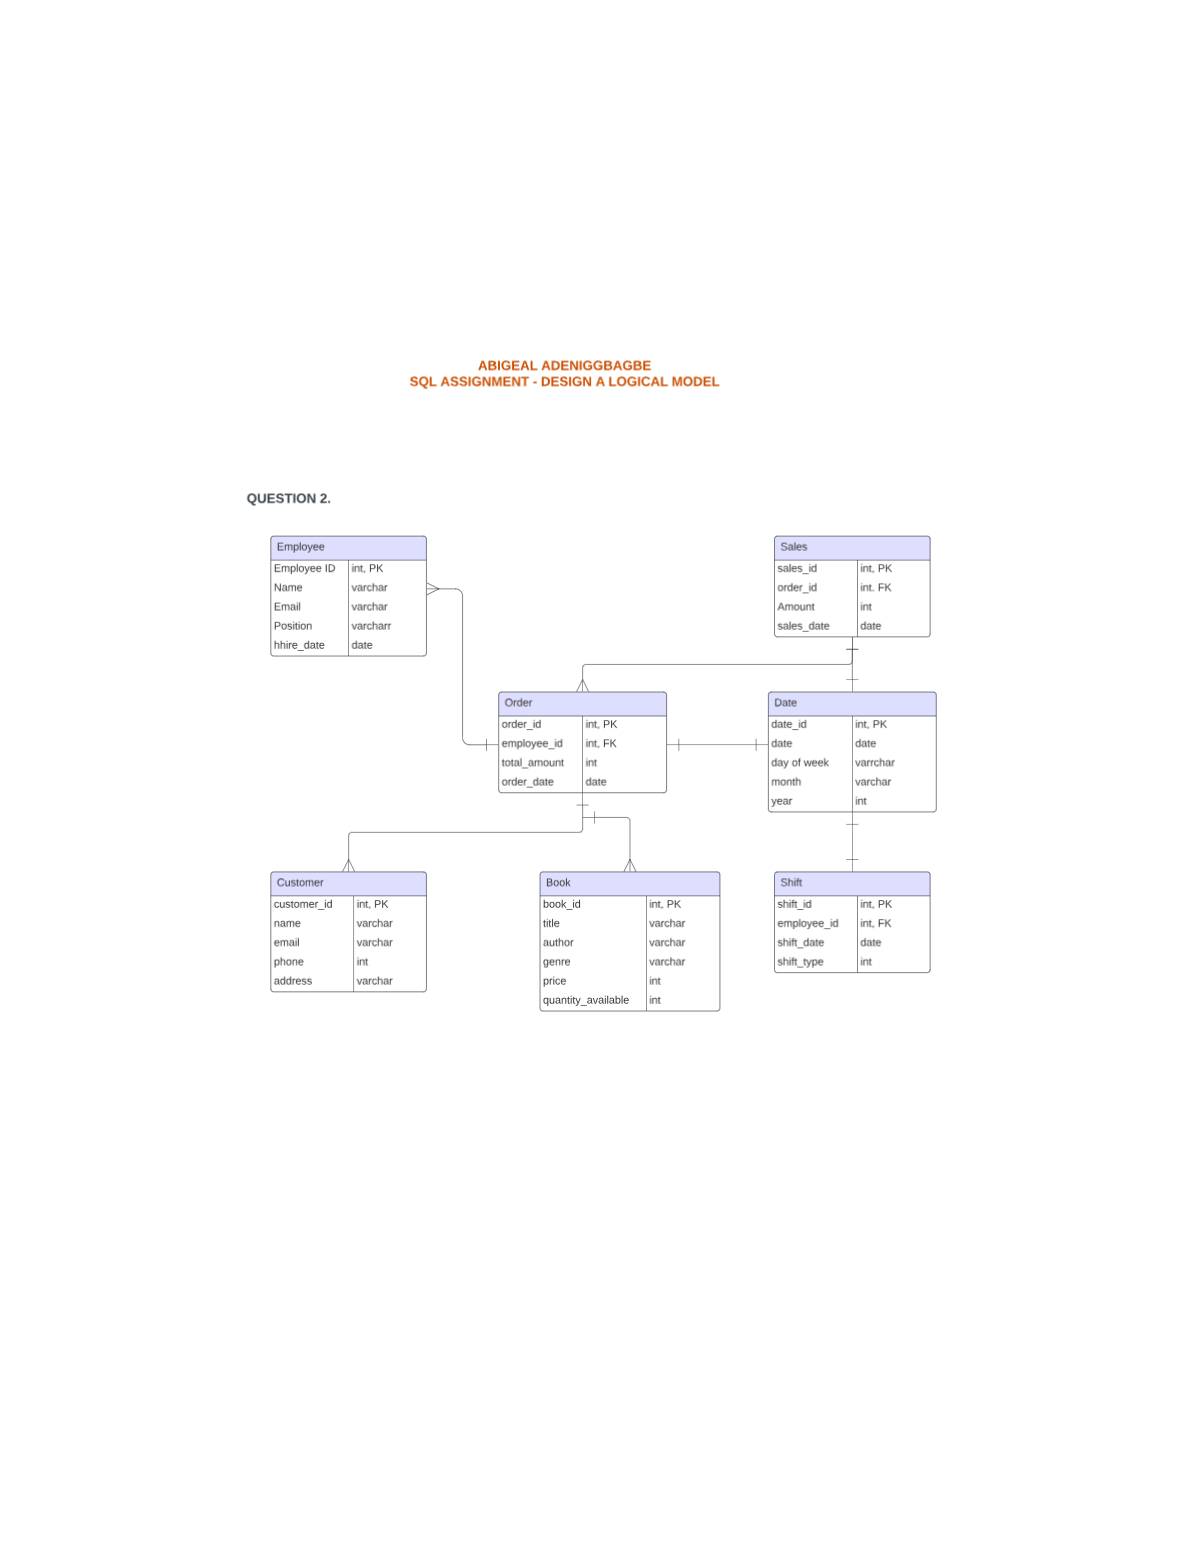 ABIGEAL ADENIGGBAGBE
SQL ASSIGNMENT - DESIGN A LOGICAL MODEL
QUESTION 2.
Employee
Employee ID int, PK
Name varchar
Email varchar
Position varcharr
hhire_date date
Sales
sales_id int, PK
order_id int. FK
Amount int
sales_date date
Order
order_id int, PK
employee_id int, FK
total_amount int
order_date date
Date
date_id int, PK
date date
day of week varrchar
month varchar
year int
Customer
customer_id int, PK
name varchar
email varchar
phone int
address varchar
Book
book_id int, PK
title varchar
author varchar
genre varchar
price int
quantity_available int
Shift
shift_id int, PK
employee_id int, FK
shift_date date
shift_type int